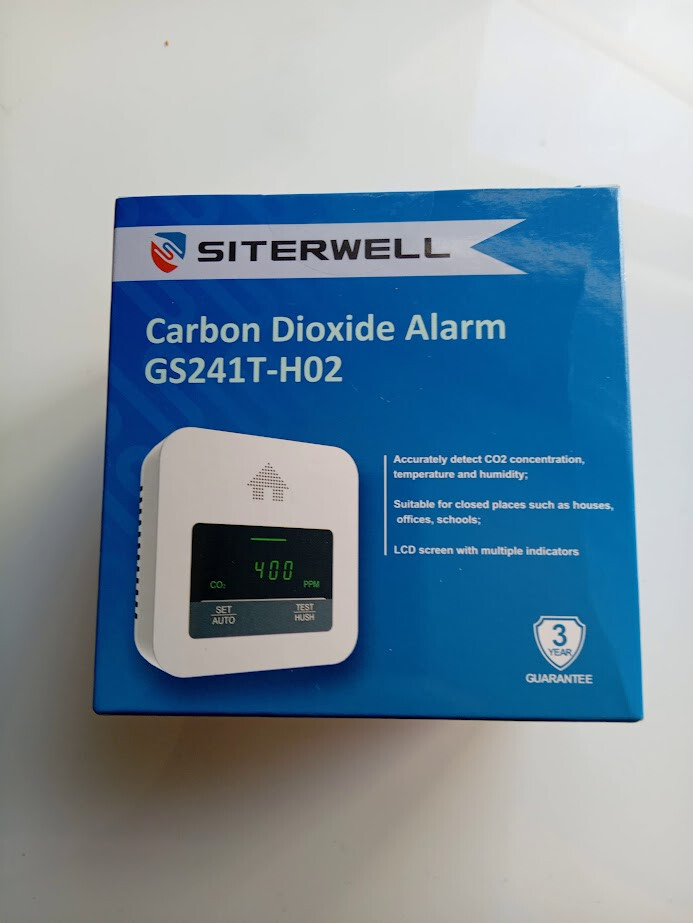 SITERWELL
Carbon Dioxide Alarm
GS241T-H02
Accurately detect CO2 concentration,
temperature and humidity;
Suitable for closed places such as houses,
offices, schools;
LCD screen with multiple indicators
400
CO₂ PPM
SET
AUTO
TEST
HUSH
3
YEAR
GUARANTEE